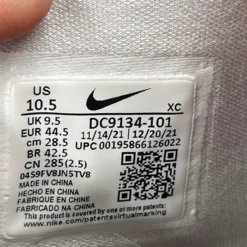 US
10.5
XC
UK 9.5 DC9134-101
EUR 44.5 11/14/21 | 12/20/21
cm 28.5 UPC 00195866126022
BR 42.5
CN 285(2.5)
04S9FV8JN5TV8
MADE IN CHINA
HECHO EN CHINA
FABRIQUE EN CHINE
FABRICADO NA CHINA
Covered by one or more U.S. patents. See
www.nike.com/patentsvirtualmarking